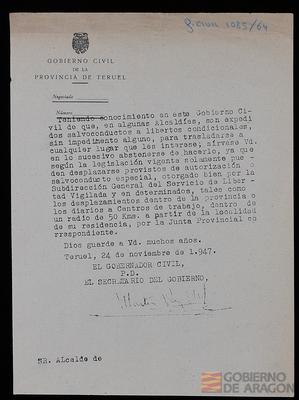 g. civil 1085/64
GOBIERNO CIVIL
DE LA
PROVINCIA DE TERUEL
Negociado
Número
Teniendo conocimiento en este Gobierno Ci-
vil de que, en algunas Alcaldías, son expedi
dos salvoconductos a libertos condicionales,
sin impedimento alguno, para trasladarse a
cualquier lugar que les interese; sírvase Vd.
en lo sucesivo abstenerse de hacerlo, ya que
según la legislación vigente solamente pue-
den desplazarse provistos de autorización o
salvoconducto especial, otorgado bien por la
Subdirección General del Servicio de Liber-
tad Vigilada y en determinados, tales como
los desplazamientos dentro de la provincia o
los diarios a Centros de trabajo, dentro de
un radio de 50 Kms. a partir de la localidad
de su residencia, por la Junta Provincial co
rrespondiente.
Dios guarde a Vd. muchos años.
Teruel, 24 de noviembre de 1.947.
EL GOBERNADOR CIVIL,
P.D.
EL SECRETARIO DEL GOBIERNO,
SR. Alcalde de
GOBIERNO
DE ARAGON